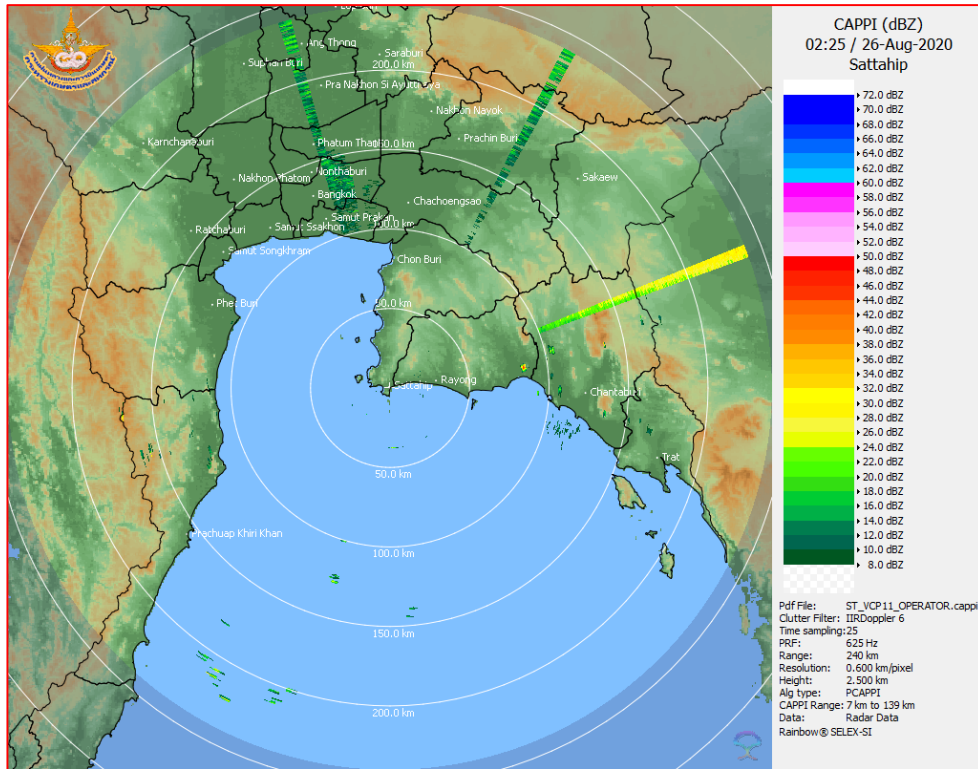 CAPPI (dBZ)
02:25 / 26-Aug-2020
Sattahip
72.0 dBZ
70.0 dBZ
68.0 dBZ
66.0 dBZ
64.0 dBZ
62.0 dBZ
60.0 dBZ
58.0 dBZ
56.0 dBZ
54.0 dBZ
52.0 dBZ
50.0 dBZ
48.0 dBZ
46.0 dBZ
44.0 dBZ
42.0 dBZ
40.0 dBZ
38.0 dBZ
36.0 dBZ
34.0 dBZ
32.0 dBZ
30.0 dBZ
28.0 dBZ
26.0 dBZ
24.0 dBZ
22.0 dBZ
20.0 dBZ
18.0 dBZ
16.0 dBZ
14.0 dBZ
12.0 dBZ
10.0 dBZ
8.0 dBZ
Pdf File: ST_VCP11_OPERATOR.cappi
Clutter Filter: IIRDoppler 6
Time sampling:25
PRF: 625 Hz
Range: 240 km
Resolution: 0.600 km/pixel
Height: 2.500 km
Alg type: PCAPPI
CAPPI Range: 7 km to 139 km
Data: Radar Data
Rainbow® SELEX-SI
Ang Thong
Saraburi
Suphan Buri
200.0 km
Pra Nakhon Si Ayutthaya
Nakhon Nayok
Prachin Buri
Karnchanaburi
Phatum Thani
150.0 km
Nonthaburi
Nakhon Phatom
Sakaew
Bangkok
Chachoengsao
Samut Prakan
100.0 km
Ratchaburi
Samut Ssakhon
Samut Songkhram
Chon Buri
Phet Buri
50.0 km
Sattahip
Rayong
Chantaburi
Trat
50.0 km
Prachuap Khiri Khan
100.0 km
150.0 km
200.0 km